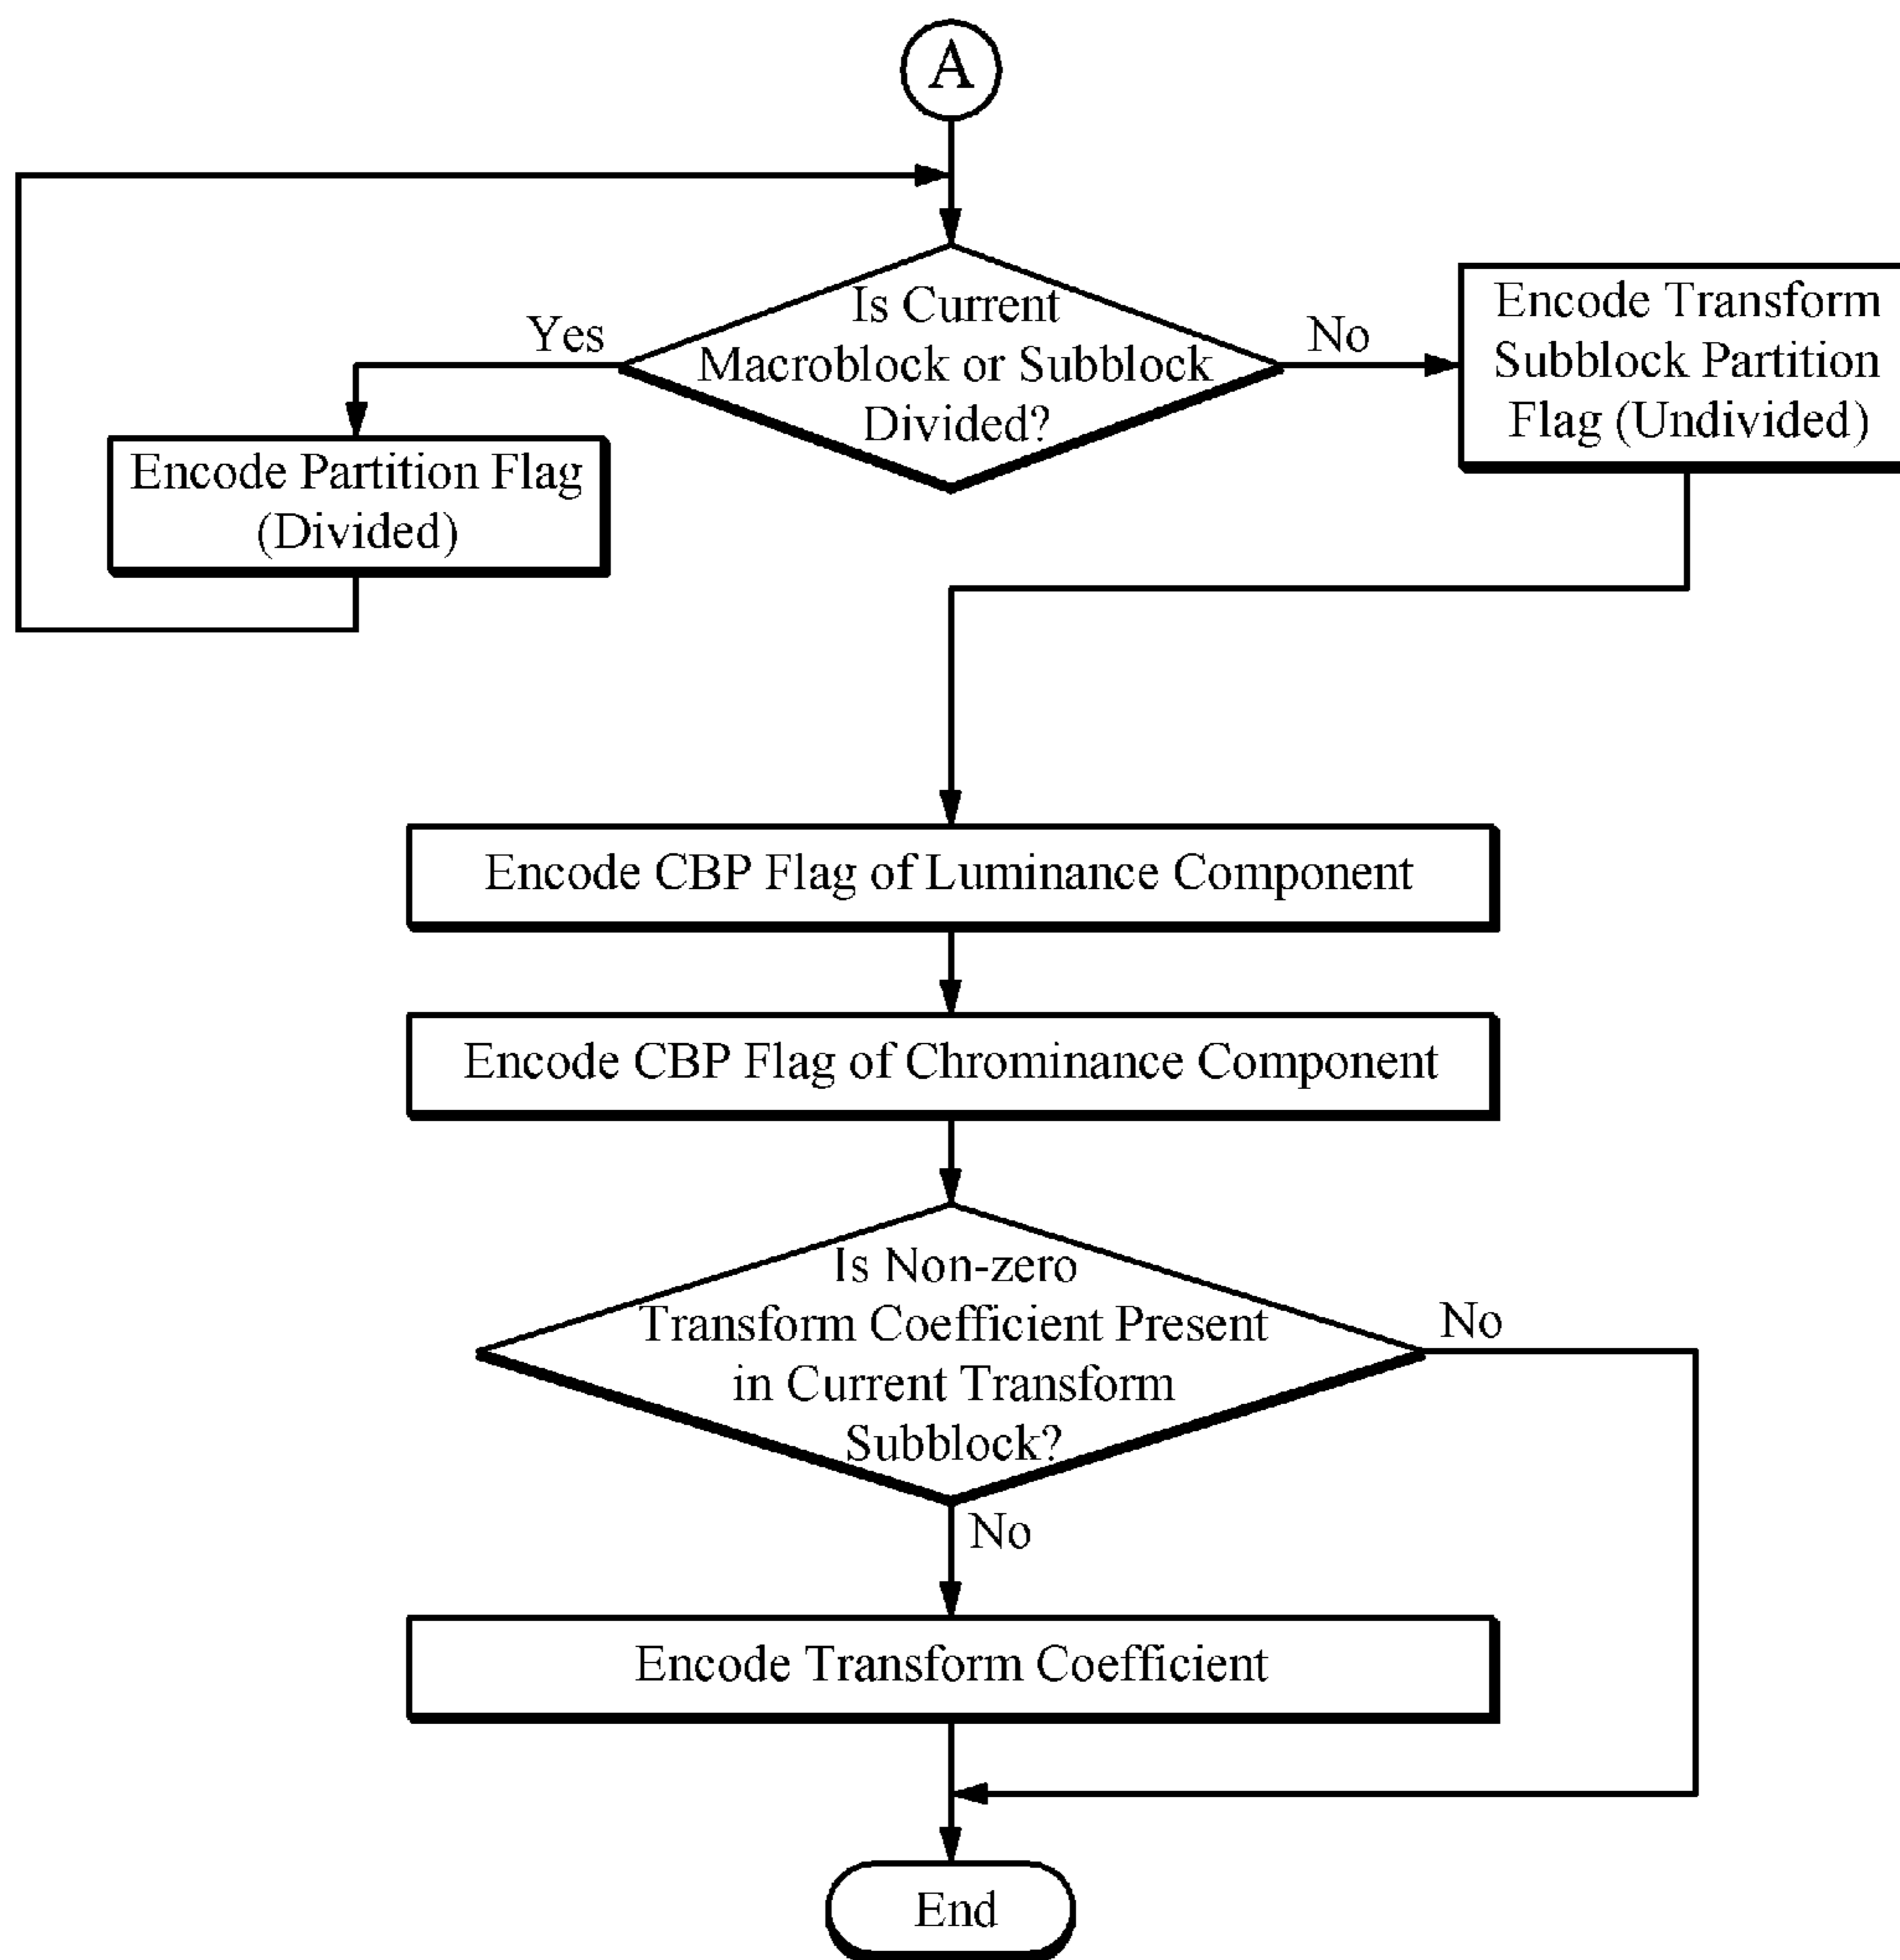 A
Is Current
Macroblock or Subblock
Divided?
Yes
No
Encode Transform
Subblock Partition
Flag (Undivided)
Encode Partition Flag
(Divided)
Encode CBP Flag of Luminance Component
Encode CBP Flag of Chrominance Component
Is Non-zero
Transform Coefficient Present
in Current Transform
Subblock?
No
No
Encode Transform Coefficient
End